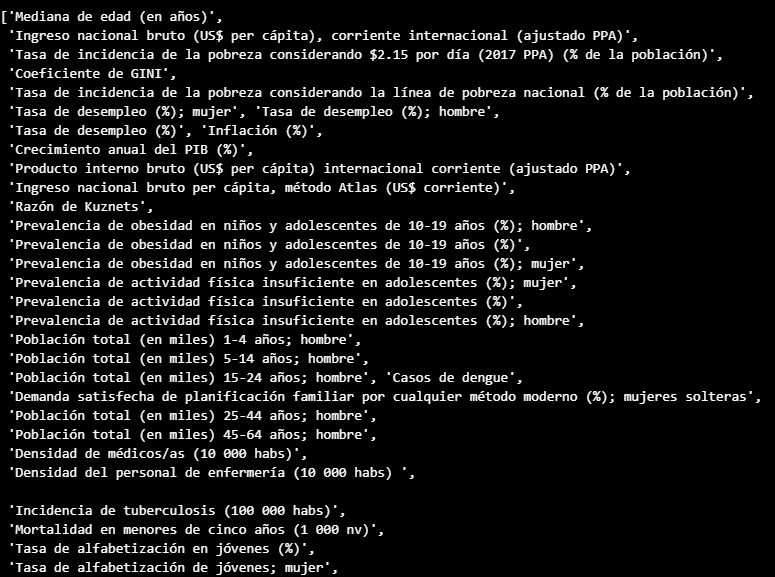 ['Mediana de edad (en años)',
'Ingreso nacional bruto (US$ per cápita), corriente internacional (ajustado PPA)',
'Tasa de incidencia de la pobreza considerando $2.15 por día (2017 PPA) (% de la población)',
'Coeficiente de GINI',
'Tasa de incidencia de la pobreza considerando la línea de pobreza nacional (% de la población)',
'Tasa de desempleo (%); mujer', 'Tasa de desempleo (%); hombre',
'Tasa de desempleo (%)', 'Inflación (%)',
'Crecimiento anual del PIB (%)',
'Producto interno bruto (US$ per cápita) internacional corriente (ajustado PPA)',
'Ingreso nacional bruto per cápita, método Atlas (US$ corriente)',
'Razón de Kuznets',
'Prevalencia de obesidad en niños y adolescentes de 10-19 años (%); hombre',
'Prevalencia de obesidad en niños y adolescentes de 10-19 años (%)',
'Prevalencia de obesidad en niños y adolescentes de 10-19 años (%); mujer',
'Prevalencia de actividad física insuficiente en adolescentes (%); mujer',
'Prevalencia de actividad física insuficiente en adolescentes (%)',
'Prevalencia de actividad física insuficiente en adolescentes (%); hombre',
'Población total (en miles) 1-4 años; hombre',
'Población total (en miles) 5-14 años; hombre',
'Población total (en miles) 15-24 años; hombre', 'Casos de dengue',
'Demanda satisfecha de planificación familiar por cualquier método moderno (%); mujeres solteras',
'Población total (en miles) 25-44 años; hombre',
'Población total (en miles) 45-64 años; hombre',
'Densidad de médicos/as (10 000 habs)',
'Densidad del personal de enfermería (10 000 habs) ',
'Incidencia de tuberculosis (100 000 habs)',
'Mortalidad en menores de cinco años (1 000 nv)',
'Tasa de alfabetización en jóvenes (%)',
'Tasa de alfabetización de jóvenes; mujer',